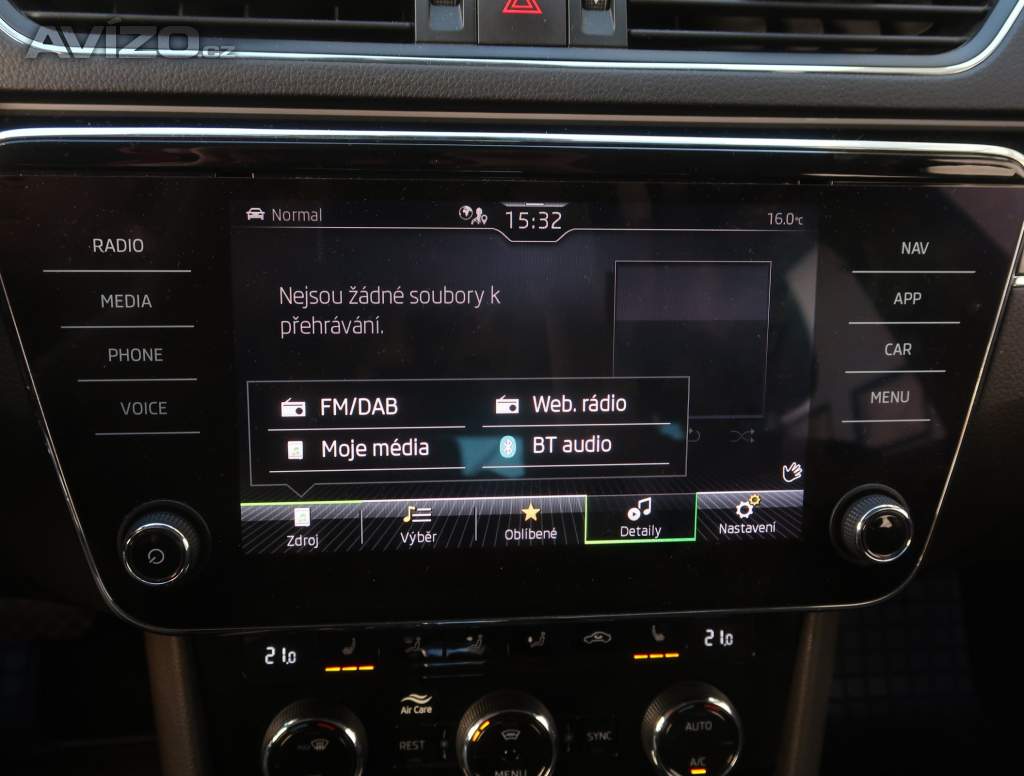 AVÍZO.cz
Normal
15:32
16.0°C
RADIO
MEDIA
PHONE
VOICE
NAV
APP
CAR
MENU
Nejsou žádné soubory k
přehrávání.
FM/DAB
Web. rádio
Moje média
BT audio
Zdroj
Výběr
Oblíbené
Detaily
Nastavení
21.0
21.0
Air Care
REST
MENU
SYNC
AUTO
A/C